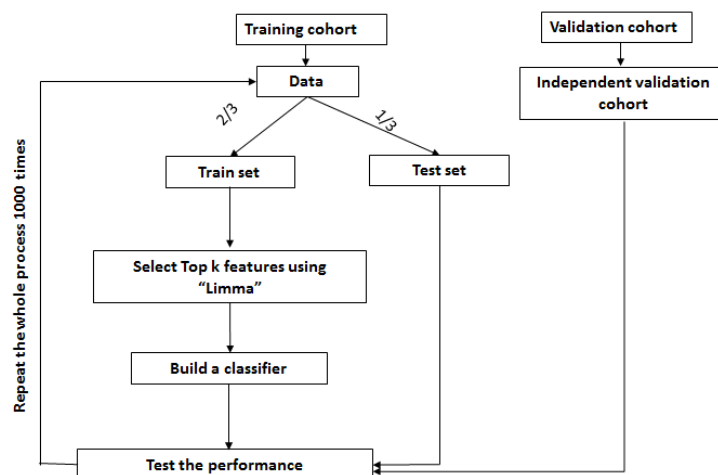 Training cohort
Validation cohort
Data
Independent validation
cohort
2/3
1/3
Train set
Test set
Repeat the whole process 1000 times
Select Top k features using
“Limma”
Build a classifier
Test the performance